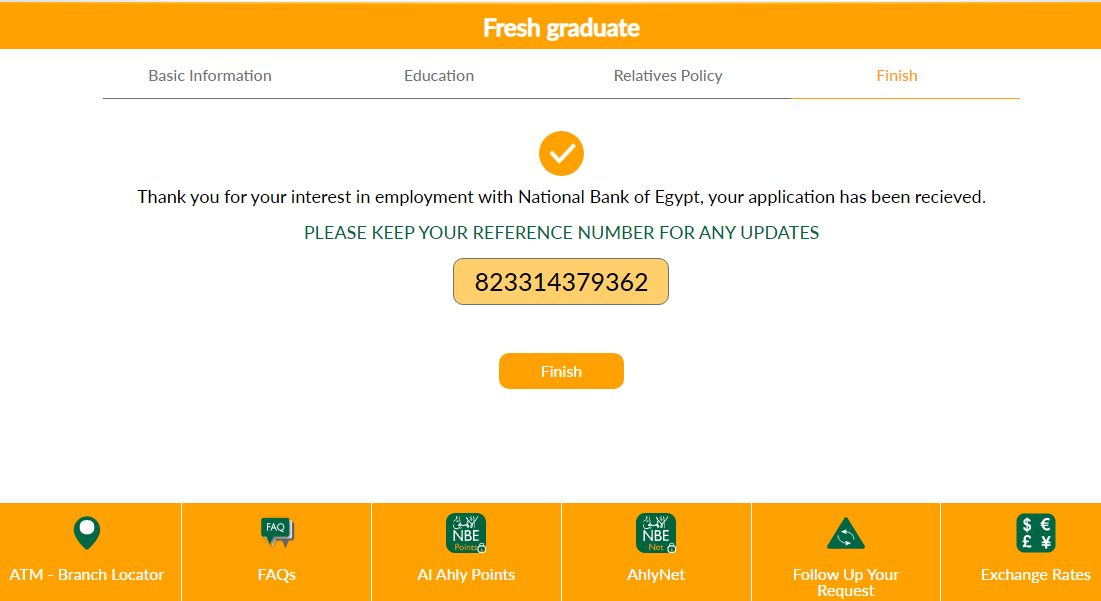 Fresh graduate
Basic Information
Education
Relatives Policy
Finish
Thank you for your interest in employment with National Bank of Egypt, your application has been recieved.
PLEASE KEEP YOUR REFERENCE NUMBER FOR ANY UPDATES
823314379362
Finish
FAQ
NBE
Points
NBE
Net
$ €
£ ¥
ATM - Branch Locator
FAQs
Al Ahly Points
AhlyNet
Follow Up Your
Request
Exchange Rates